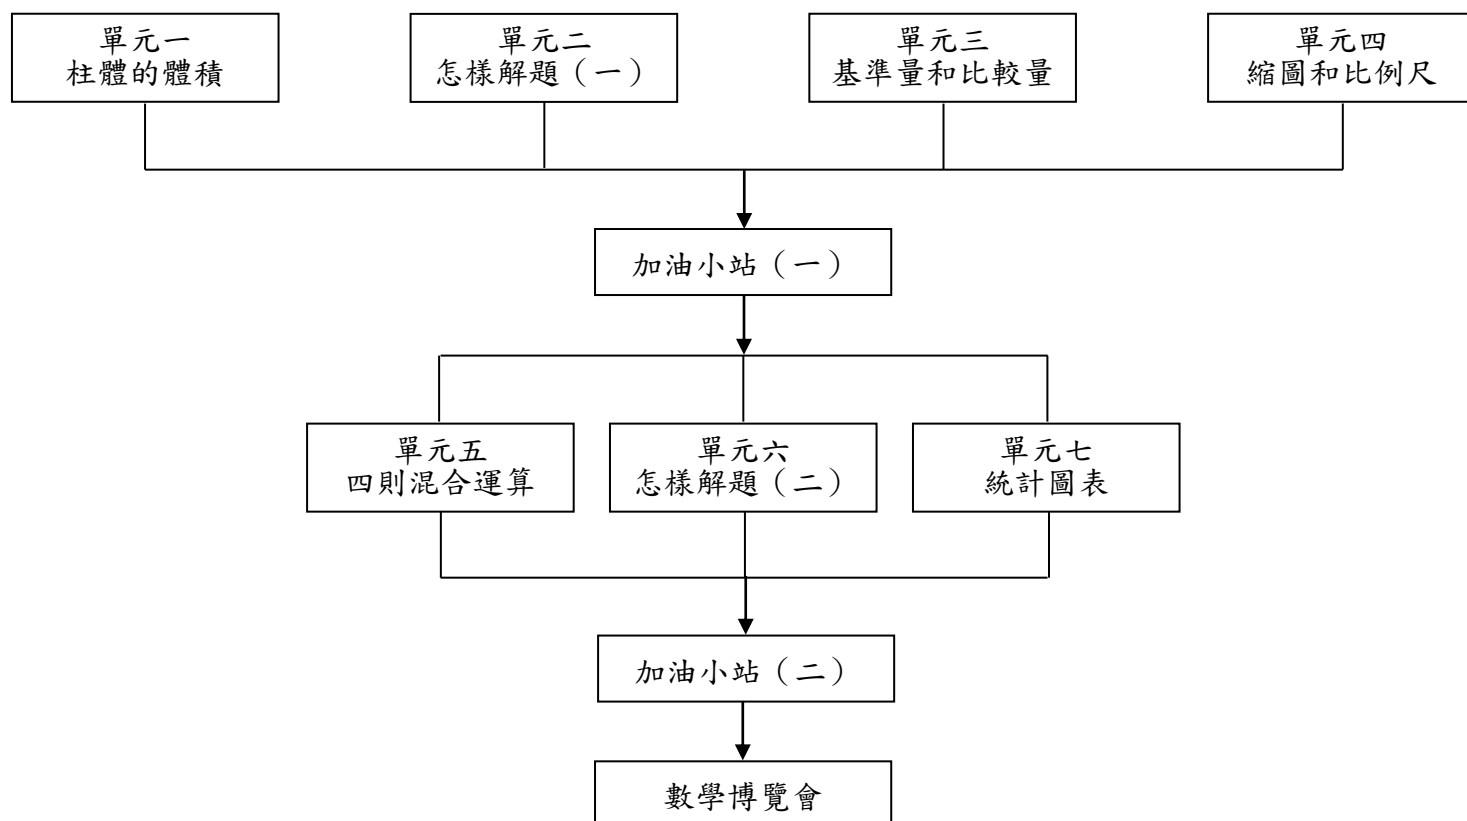 單元一
柱體的體積
單元二
怎樣解題（一）
單元三
基準量和比較量
單元四
縮圖和比例尺
加油小站（一）
單元五
四則混合運算
單元六
怎樣解題（二）
單元七
統計圖表
加油小站（二）
數學博覽會